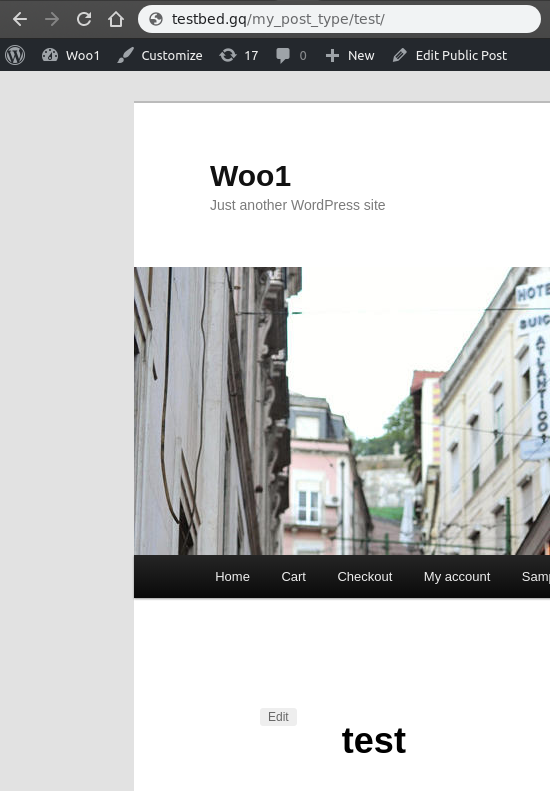 testbed.gq/my_post_type/test/
Woo1 Customize 17 0 New Edit Public Post
Woo1
Just another WordPress site
HOTE
SUIÇ
ATLANTICO
Home Cart Checkout My account Samp
Edit
test